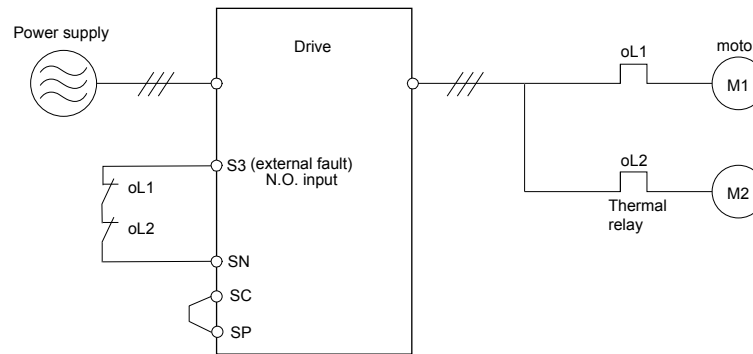 Power supply
Drive
oL1
moto
M1
S3 (external fault)
N.O. input
oL1
oL2
oL2
M2
Thermal
relay
SN
SC
SP